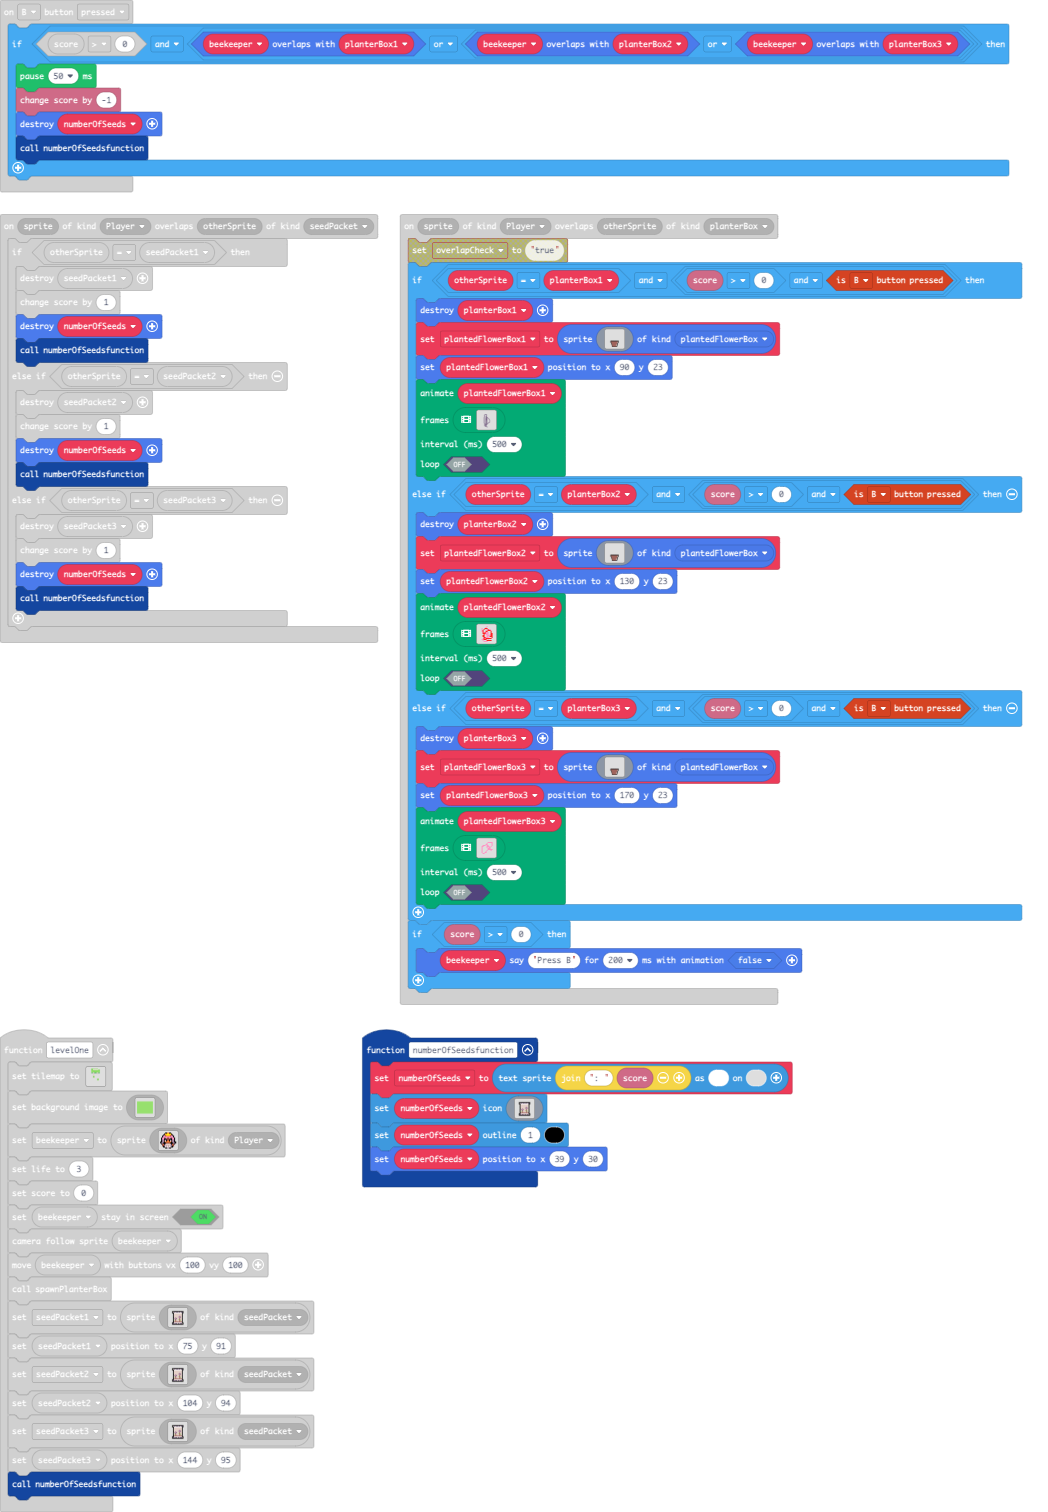 on B button pressed
if score > 0 and beekeeper overlaps with planterBox1 or beekeeper overlaps with planterBox2 or beekeeper overlaps with planterBox3 then
pause 50 ms
change score by -1
destroy numberOfSeeds
call numberOfSeedsfunction
on sprite of kind Player overlaps otherSprite of kind seedPacket
if otherSprite = seedPacket1 then
destroy seedPacket1
change score by 1
destroy numberOfSeeds
call numberOfSeedsfunction
else if otherSprite = seedPacket2 then
destroy seedPacket2
change score by 1
destroy numberOfSeeds
call numberOfSeedsfunction
else if otherSprite = seedPacket3 then
destroy seedPacket3
change score by 1
destroy numberOfSeeds
call numberOfSeedsfunction
on sprite of kind Player overlaps otherSprite of kind planterBox
set overlapCheck to "true"
if otherSprite = planterBox1 and score > 0 and is B button pressed then
destroy planterBox1
set plantedFlowerBox1 to sprite of kind plantedFlowerBox
set plantedFlowerBox1 position to x 90 y 23
animate plantedFlowerBox1
frames
interval (ms) 500
loop OFF
else if otherSprite = planterBox2 and score > 0 and is B button pressed then
destroy planterBox2
set plantedFlowerBox2 to sprite of kind plantedFlowerBox
set plantedFlowerBox2 position to x 130 y 23
animate plantedFlowerBox2
frames
interval (ms) 500
loop OFF
else if otherSprite = planterBox3 and score > 0 and is B button pressed then
destroy planterBox3
set plantedFlowerBox3 to sprite of kind plantedFlowerBox
set plantedFlowerBox3 position to x 170 y 23
animate plantedFlowerBox3
frames
interval (ms) 500
loop OFF
if score > 0 then
beekeeper say "Press B" for 200 ms with animation false
function levelOne
set tilemap to
set background image to
set beekeeper to sprite of kind Player
set life to 3
set score to 0
set beekeeper stay in screen ON
camera follow sprite beekeeper
move beekeeper with buttons vx 100 vy 100
call spawnPlanterBox
set seedPacket1 to sprite of kind seedPacket
set seedPacket1 position to x 75 y 91
set seedPacket2 to sprite of kind seedPacket
set seedPacket2 position to x 104 y 94
set seedPacket3 to sprite of kind seedPacket
set seedPacket3 position to x 144 y 95
call numberOfSeedsfunction
function numberOfSeedsfunction
set numberOfSeeds to text sprite join ": " score as on
set numberOfSeeds icon
set numberOfSeeds outline 1
set numberOfSeeds position to x 39 y 30